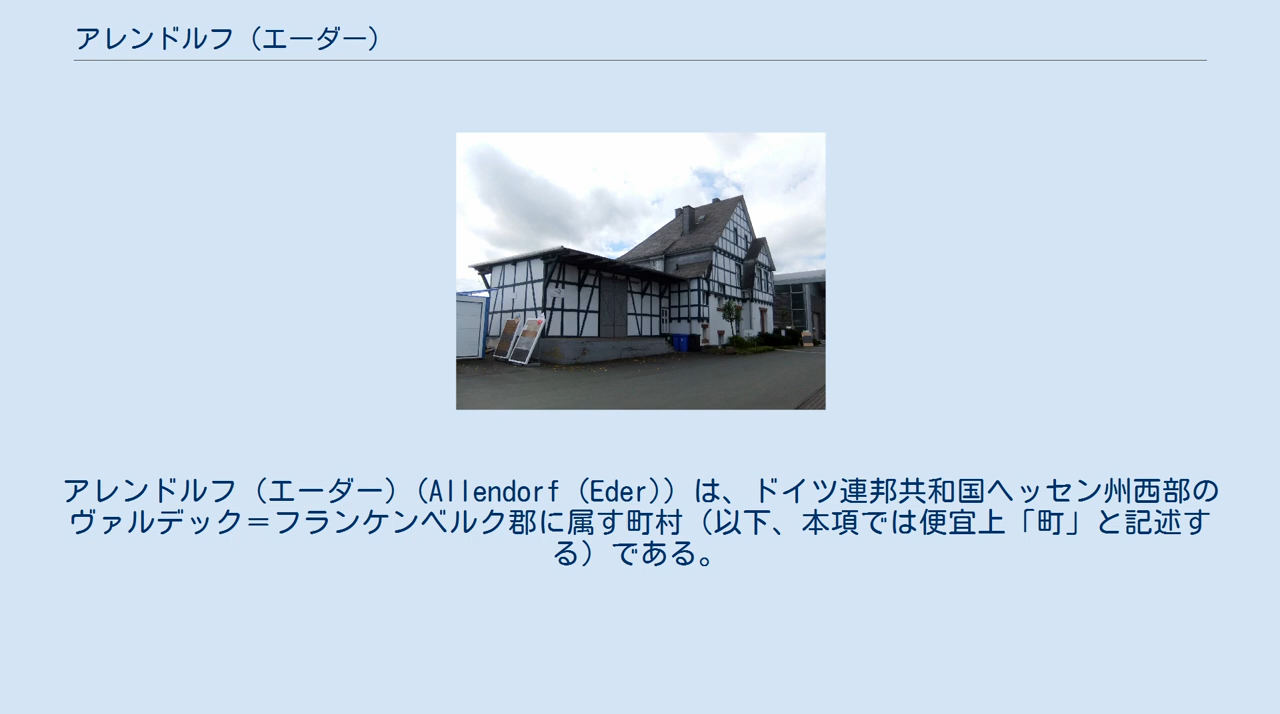 アレンドルフ（エーダー）
アレンドルフ（エーダー）（Allendorf（Eder））は、ドイツ連邦共和国ヘッセン州西部の
ヴァルデック＝フランケンベルク郡に属す町村（以下、本項では便宜上「町」と記述す
る）である。